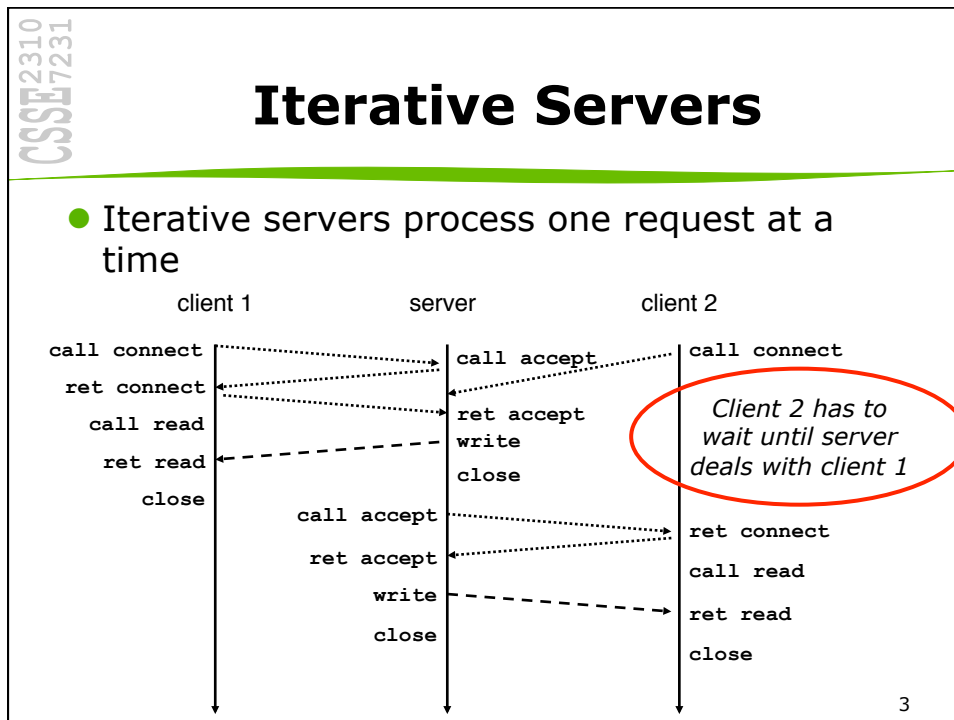 CSSE2310
7231
Iterative Servers
Iterative servers process one request at a
time
client 1
server
client 2
call connect
call accept
call connect
ret connect
ret accept
Client 2 has to
wait until server
deals with client 1
call read
write
ret read
close
close
call accept
ret connect
ret accept
call read
write
ret read
close
close
3